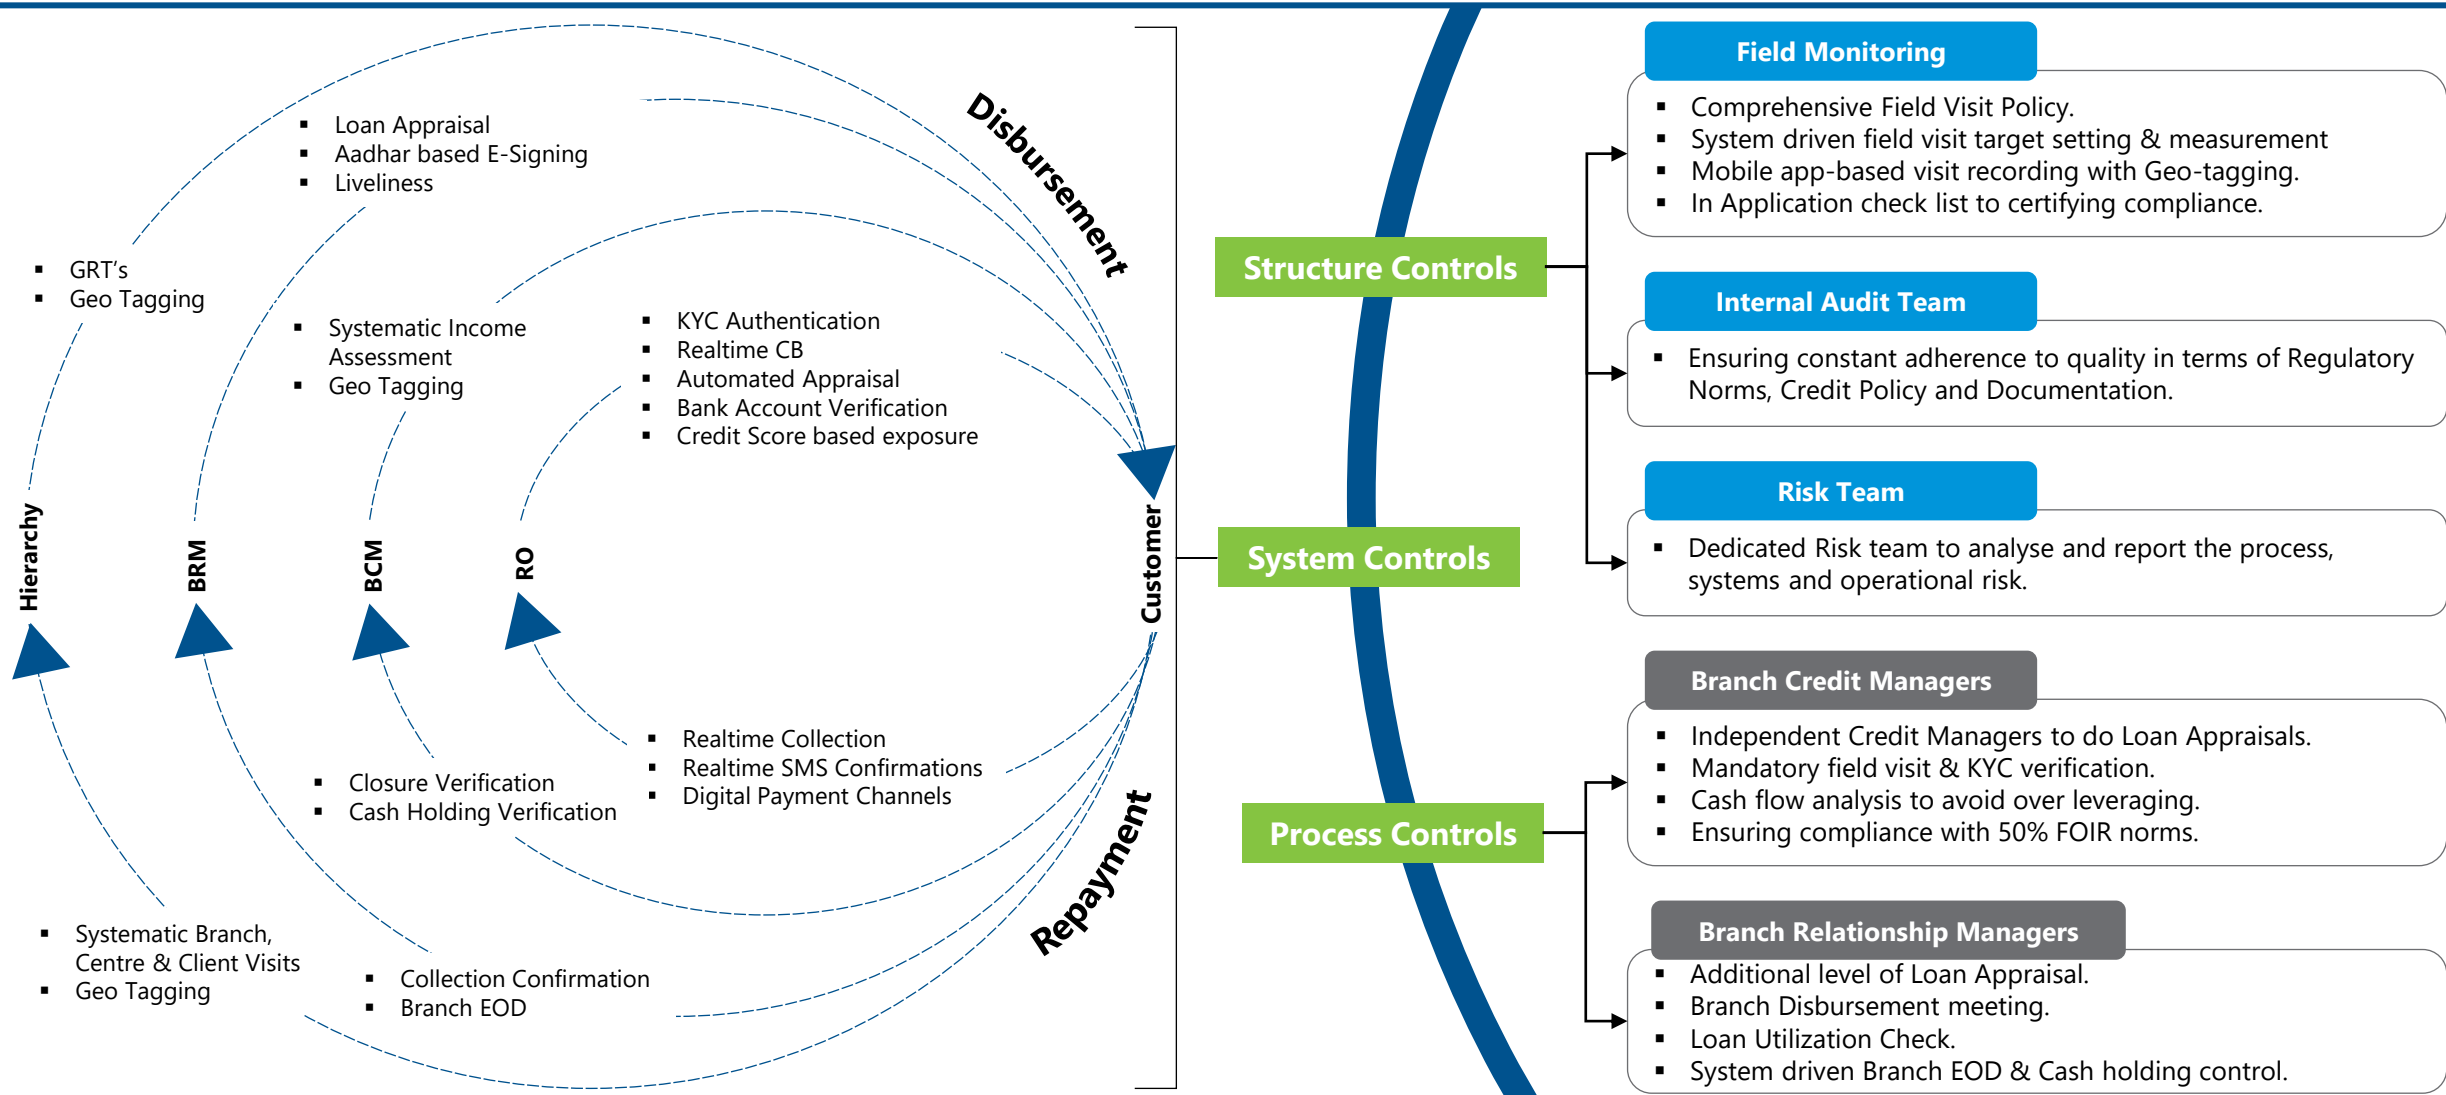 Disbursement
Loan Appraisal
Aadhar based E-Signing
Liveliness
GRT's
Geo Tagging
Systematic Income
Assessment
Geo Tagging
KYC Authentication
Realtime CB
Automated Appraisal
Bank Account Verification
Credit Score based exposure
Hierarchy
BRM
BCM
RO
Customer
Realtime Collection
Realtime SMS Confirmations
Digital Payment Channels
Closure Verification
Cash Holding Verification
Repayment
Systematic Branch,
Centre & Client Visits
Geo Tagging
Collection Confirmation
Branch EOD
Structure Controls
System Controls
Process Controls
Field Monitoring
Comprehensive Field Visit Policy.
System driven field visit target setting & measurement
Mobile app-based visit recording with Geo-tagging.
In Application check list to certifying compliance.
Internal Audit Team
Ensuring constant adherence to quality in terms of Regulatory
Norms, Credit Policy and Documentation.
Risk Team
Dedicated Risk team to analyse and report the process,
systems and operational risk.
Branch Credit Managers
Independent Credit Managers to do Loan Appraisals.
Mandatory field visit & KYC verification.
Cash flow analysis to avoid over leveraging.
Ensuring compliance with 50% FOIR norms.
Branch Relationship Managers
Additional level of Loan Appraisal.
Branch Disbursement meeting.
Loan Utilization Check.
System driven Branch EOD & Cash holding control.